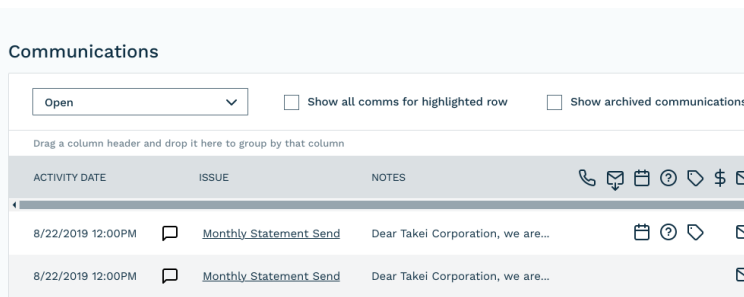 Communications
Open
Show all comms for highlighted row
Show archived communications
Drag a column header and drop it here to group by that column
ACTIVITY DATE ISSUE NOTES
8/22/2019 12:00PM Monthly Statement Send Dear Takei Corporation, we are...
8/22/2019 12:00PM Monthly Statement Send Dear Takei Corporation, we are...